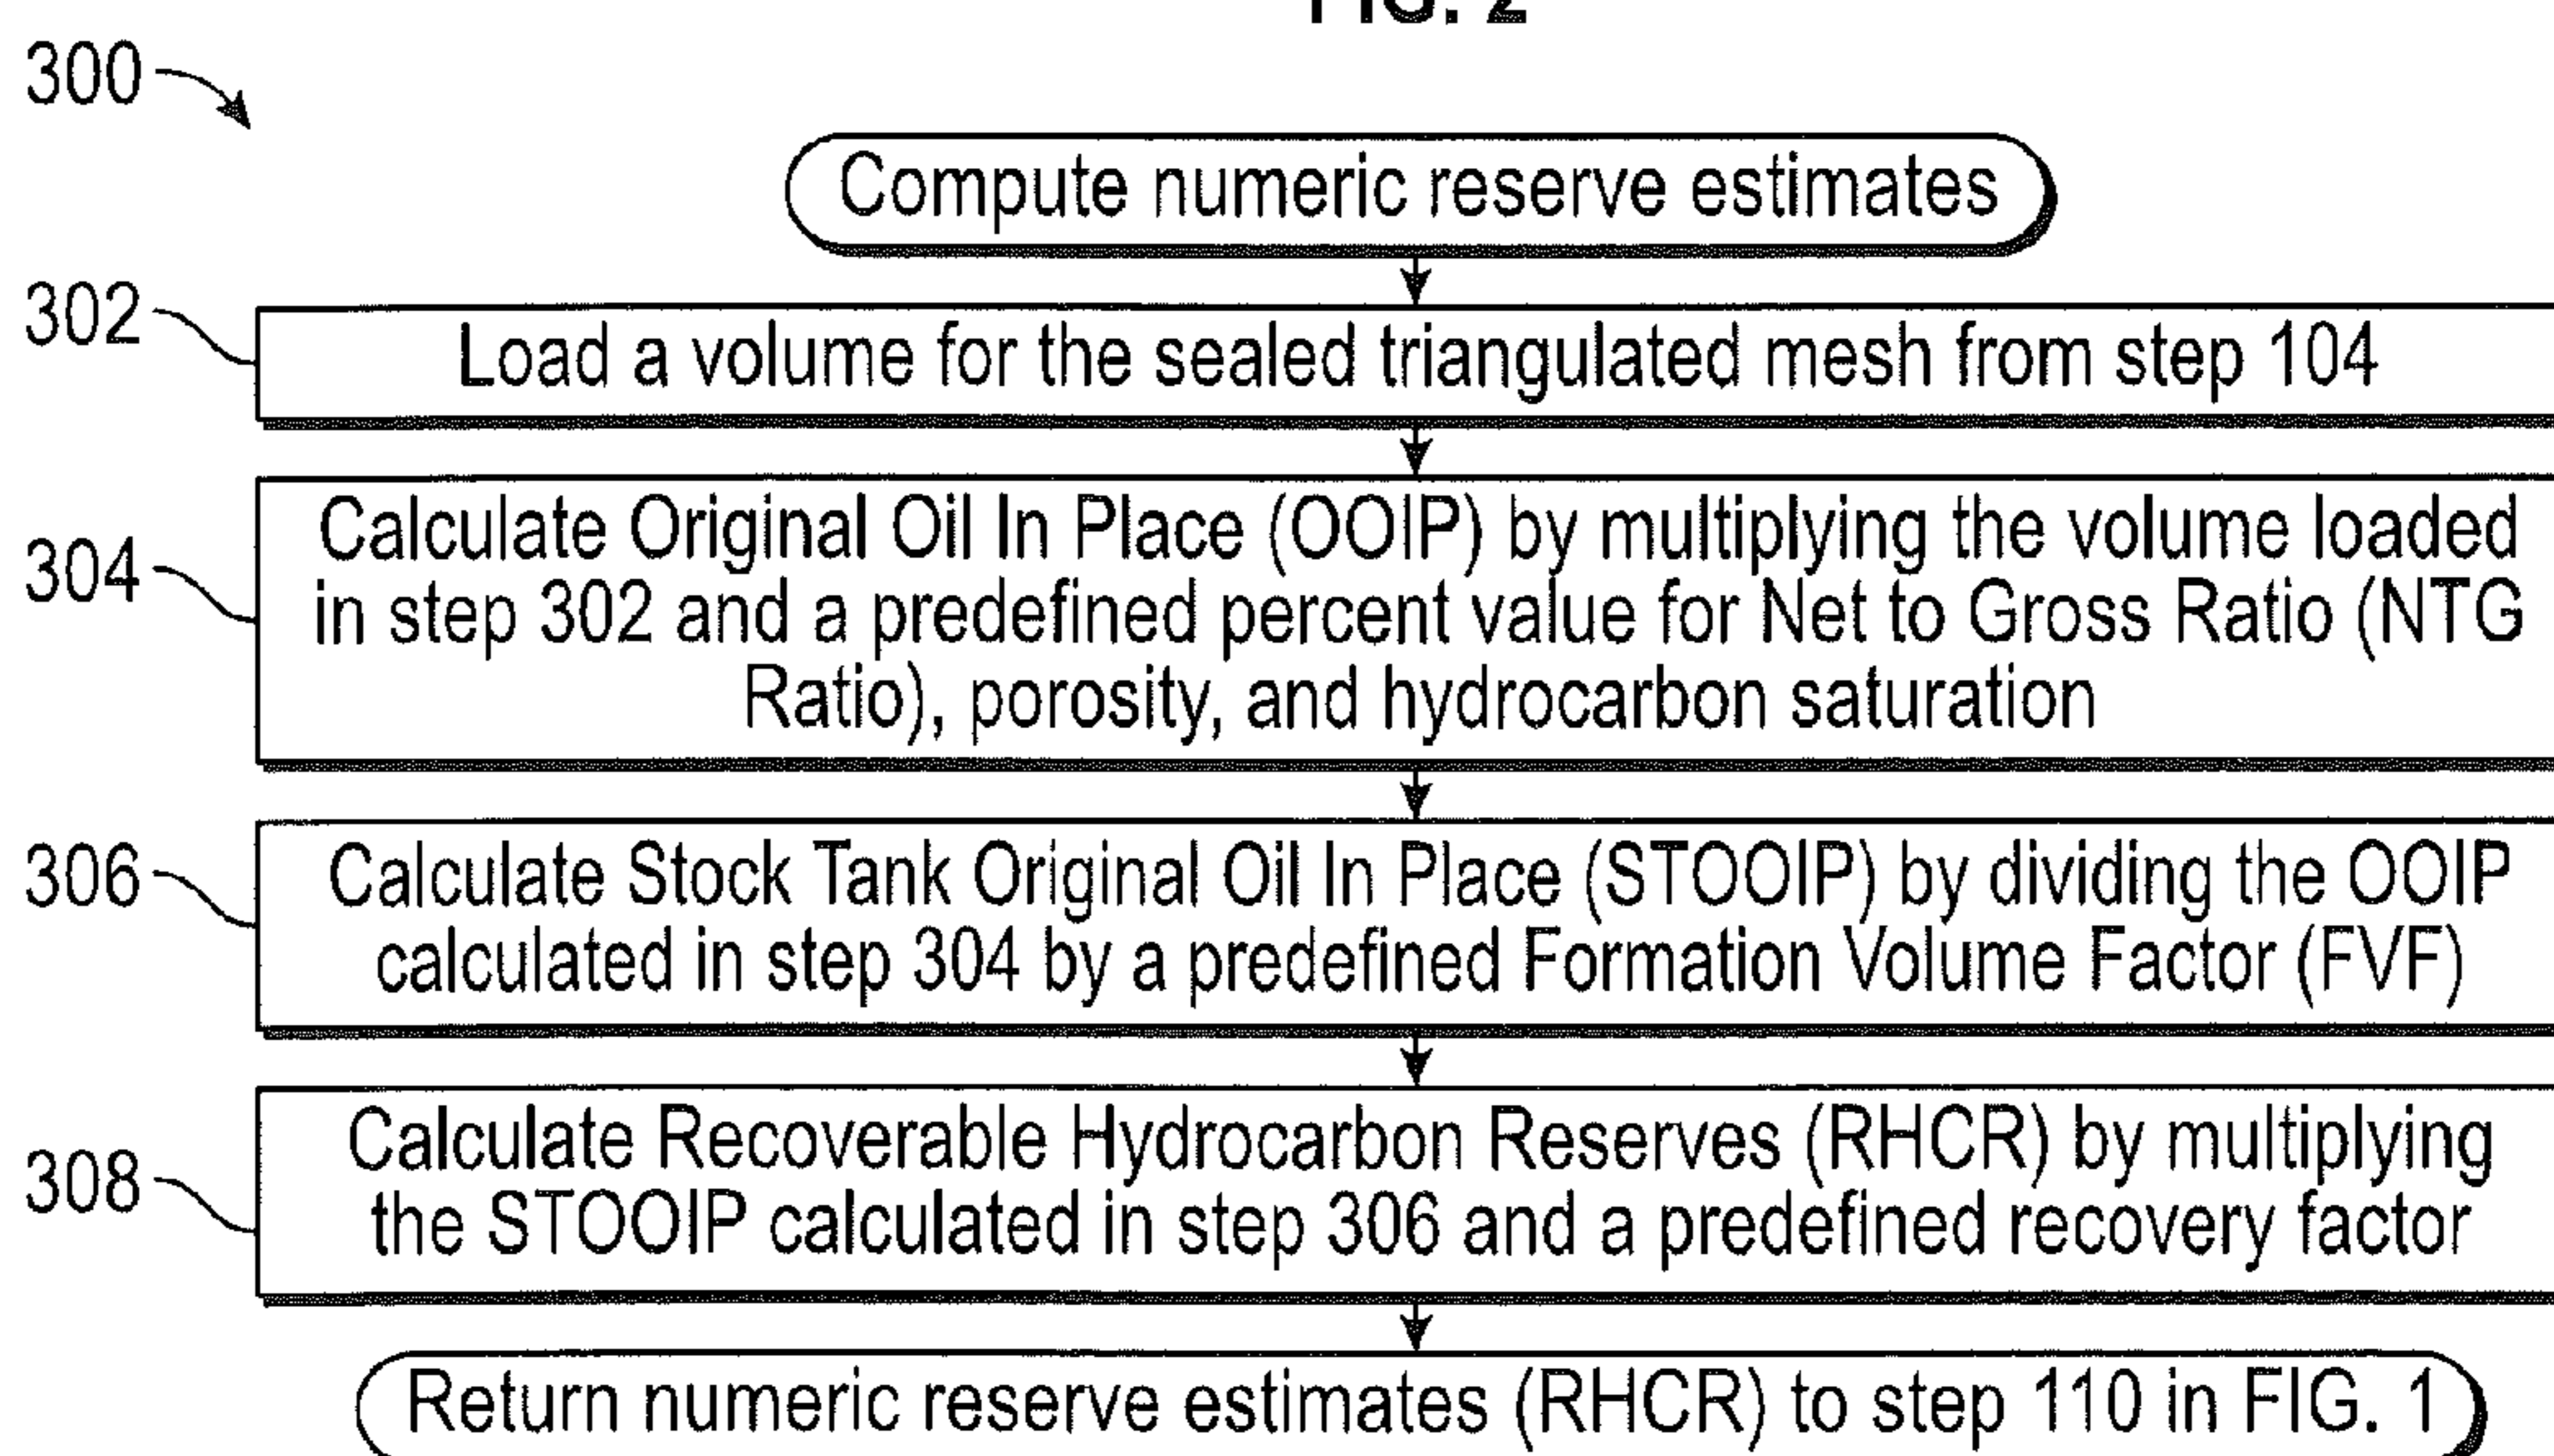 FIG. 2
300
Compute numeric reserve estimates
302
Load a volume for the sealed triangulated mesh from step 104
304
Calculate Original Oil In Place (OOIP) by multiplying the volume loaded
in step 302 and a predefined percent value for Net to Gross Ratio (NTG
Ratio), porosity, and hydrocarbon saturation
306
Calculate Stock Tank Original Oil In Place (STOOIP) by dividing the OOIP
calculated in step 304 by a predefined Formation Volume Factor (FVF)
308
Calculate Recoverable Hydrocarbon Reserves (RHCR) by multiplying
the STOOIP calculated in step 306 and a predefined recovery factor
Return numeric reserve estimates (RHCR) to step 110 in FIG. 1